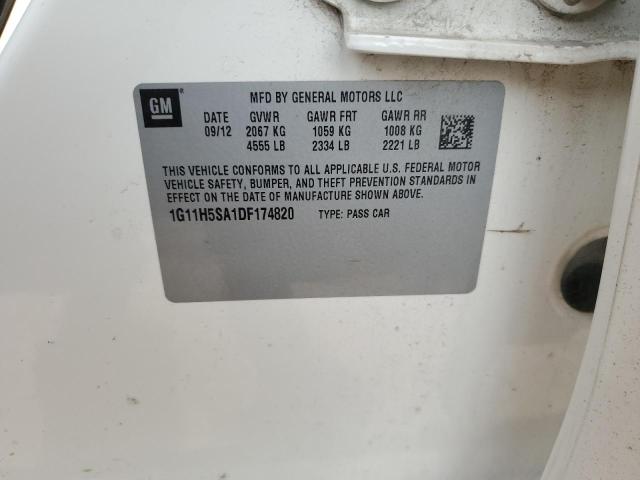 GM
MFD BY GENERAL MOTORS LLC
DATE GVWR GAWR FRT GAWR RR
09/12 2067 KG 1059 KG 1008 KG
4555 LB 2334 LB 2221 LB
THIS VEHICLE CONFORMS TO ALL APPLICABLE U.S. FEDERAL MOTOR
VEHICLE SAFETY, BUMPER, AND THEFT PREVENTION STANDARDS IN
EFFECT ON THE DATE OF MANUFACTURE SHOWN ABOVE.
1G11H5SA1DF174820 TYPE: PASS CAR